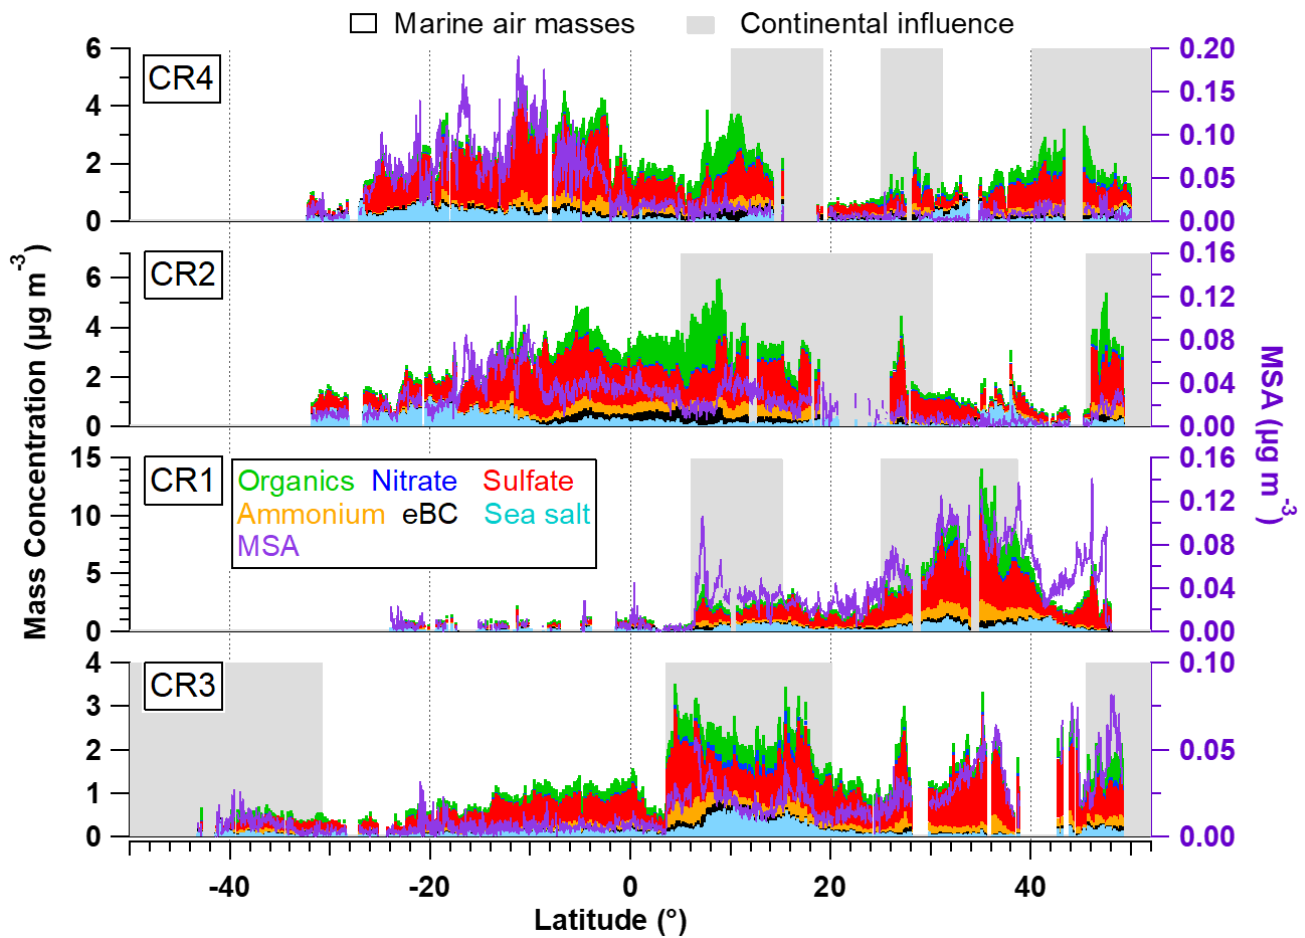 Marine air masses Continental influence
CR4
6
4
2
0
0.20
0.15
0.10
0.05
0.00
CR2
6
4
2
0
0.16
0.12
0.08
0.04
0.00
CR1
15
10
5
0
0.16
0.12
0.08
0.04
0.00
Organics Nitrate Sulfate
Ammonium eBC Sea salt
MSA
CR3
4
3
2
1
0
0.10
0.05
0.00
Mass Concentration (µg m⁻³)
MSA (µg m⁻³)
-40 -20 0 20 40
Latitude (°)